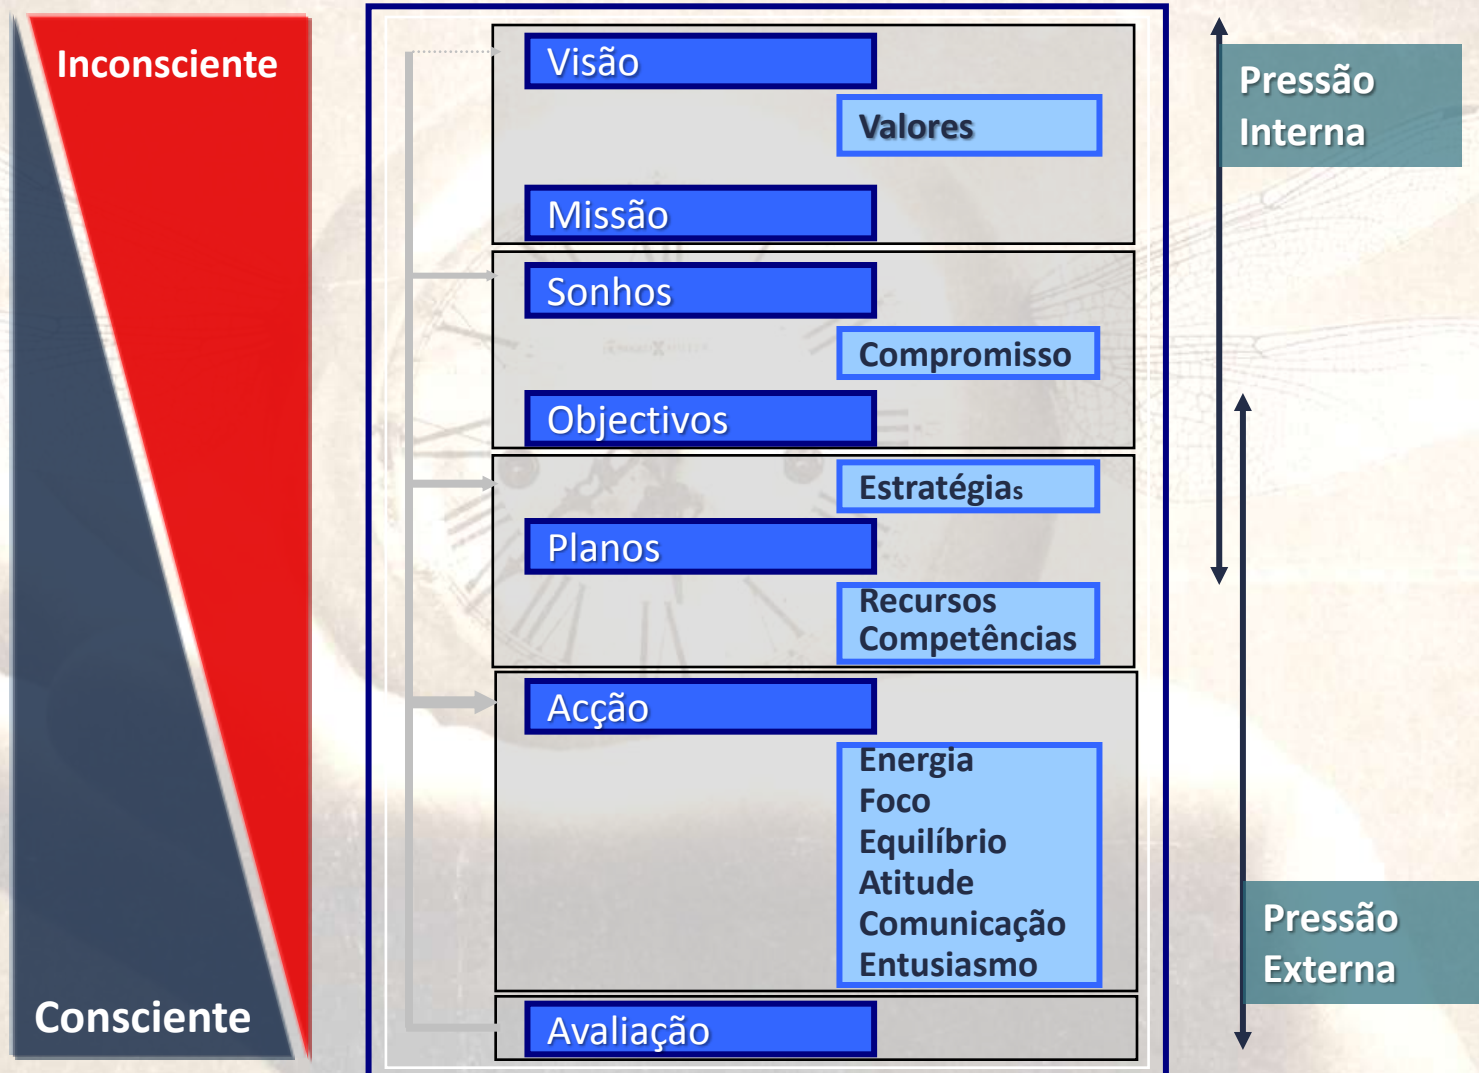 Inconsciente
Visão
Valores
Missão
Sonhos
Compromisso
Objectivos
Estratégias
Planos
Recursos
Competências
Acção
Energia
Foco
Equilíbrio
Atitude
Comunicação
Entusiasmo
Avaliação
Consciente
Pressão
Interna
Pressão
Externa